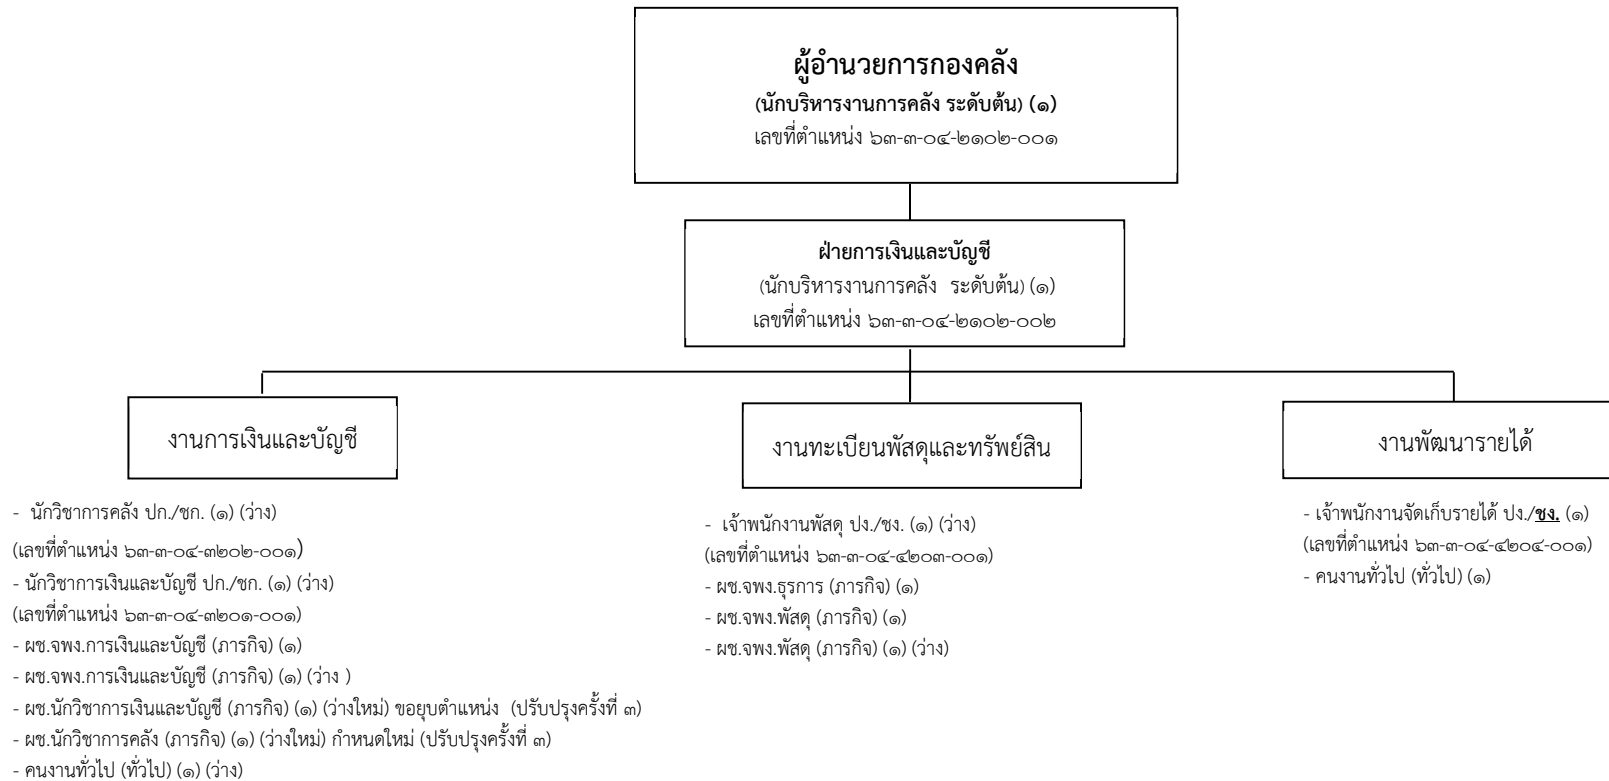 ผู้อำนวยการกองคลัง
(นักบริหารงานการคลัง ระดับต้น) (๑)
เลขที่ตำแหน่ง ๖๓-๓-๐๔-๒๑๐๒-๐๐๑
ฝ่ายการเงินและบัญชี
(นักบริหารงานการคลัง ระดับต้น) (๑)
เลขที่ตำแหน่ง ๖๓-๓-๐๔-๒๑๐๒-๐๐๒
งานการเงินและบัญชี
- นักวิชาการคลัง ปก./ชก. (๑) (ว่าง)
(เลขที่ตำแหน่ง ๖๓-๓-๐๔-๓๒๐๒-๐๐๑)
- นักวิชาการเงินและบัญชี ปก./ชก. (๑) (ว่าง)
(เลขที่ตำแหน่ง ๖๓-๓-๐๔-๓๒๐๑-๐๐๑)
- ผช.จพง.การเงินและบัญชี (ภารกิจ) (๑)
- ผช.จพง.การเงินและบัญชี (ภารกิจ) (๑) (ว่าง )
- ผช.นักวิชาการเงินและบัญชี (ภารกิจ) (๑) (ว่างใหม่) ขอยุบตำแหน่ง (ปรับปรุงครั้งที่ ๓)
- ผช.นักวิชาการคลัง (ภารกิจ) (๑) (ว่างใหม่) กำหนดใหม่ (ปรับปรุงครั้งที่ ๓)
- คนงานทั่วไป (ทั่วไป) (๑) (ว่าง)
งานทะเบียนพัสดุและทรัพย์สิน
- เจ้าพนักงานพัสดุ ปง./ชง. (๑) (ว่าง)
(เลขที่ตำแหน่ง ๖๓-๓-๐๔-๔๒๐๓-๐๐๑)
- ผช.จพง.ธุรการ (ภารกิจ) (๑)
- ผช.จพง.พัสดุ (ภารกิจ) (๑)
- ผช.จพง.พัสดุ (ภารกิจ) (๑) (ว่าง)
งานพัฒนารายได้
- เจ้าพนักงานจัดเก็บรายได้ ปง./ชง. (๑)
(เลขที่ตำแหน่ง ๖๓-๓-๐๔-๔๒๐๔-๐๐๑)
- คนงานทั่วไป (ทั่วไป) (๑)